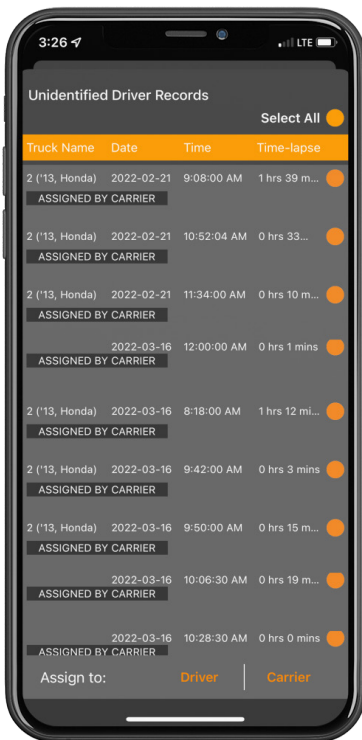 3:26 LTE
Unidentified Driver Records
Select All
Truck Name Date Time Time-lapse
2 ('13, Honda) 2022-02-21 9:08:00 AM 1 hrs 39 m...
ASSIGNED BY CARRIER
2 ('13, Honda) 2022-02-21 10:52:04 AM 0 hrs 33...
ASSIGNED BY CARRIER
2 ('13, Honda) 2022-02-21 11:34:00 AM 0 hrs 10 m...
ASSIGNED BY CARRIER
2022-03-16 12:00:00 AM 0 hrs 1 mins
ASSIGNED BY CARRIER
2 ('13, Honda) 2022-03-16 8:18:00 AM 1 hrs 12 mi...
ASSIGNED BY CARRIER
2 ('13, Honda) 2022-03-16 9:42:00 AM 0 hrs 3 mins
ASSIGNED BY CARRIER
2 ('13, Honda) 2022-03-16 9:50:00 AM 0 hrs 15 m...
ASSIGNED BY CARRIER
2022-03-16 10:06:30 AM 0 hrs 19 m...
ASSIGNED BY CARRIER
2022-03-16 10:28:30 AM 0 hrs 0 mins
ASSIGNED BY CARRIER
Assign to: Driver Carrier